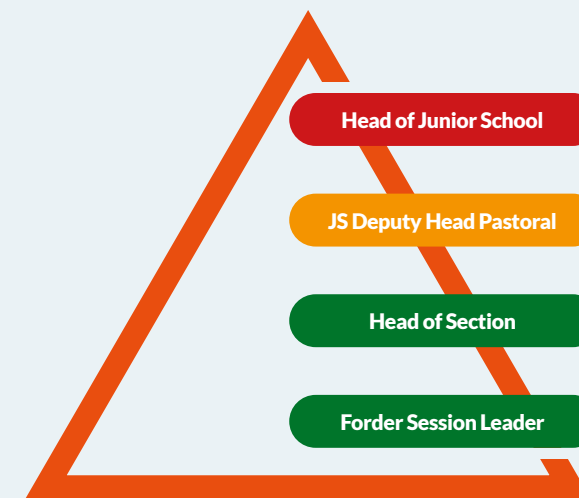 Head of Junior School
JS Deputy Head Pastoral
Head of Section
Forder Session Leader